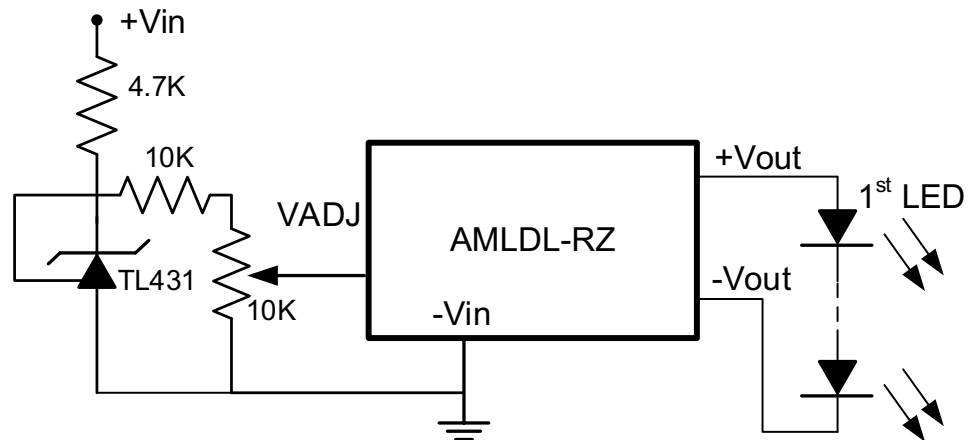 +Vin
4.7K
10K
VADJ
TL431
10K
AMLDL-RZ
-Vin
+Vout
1st LED
-Vout